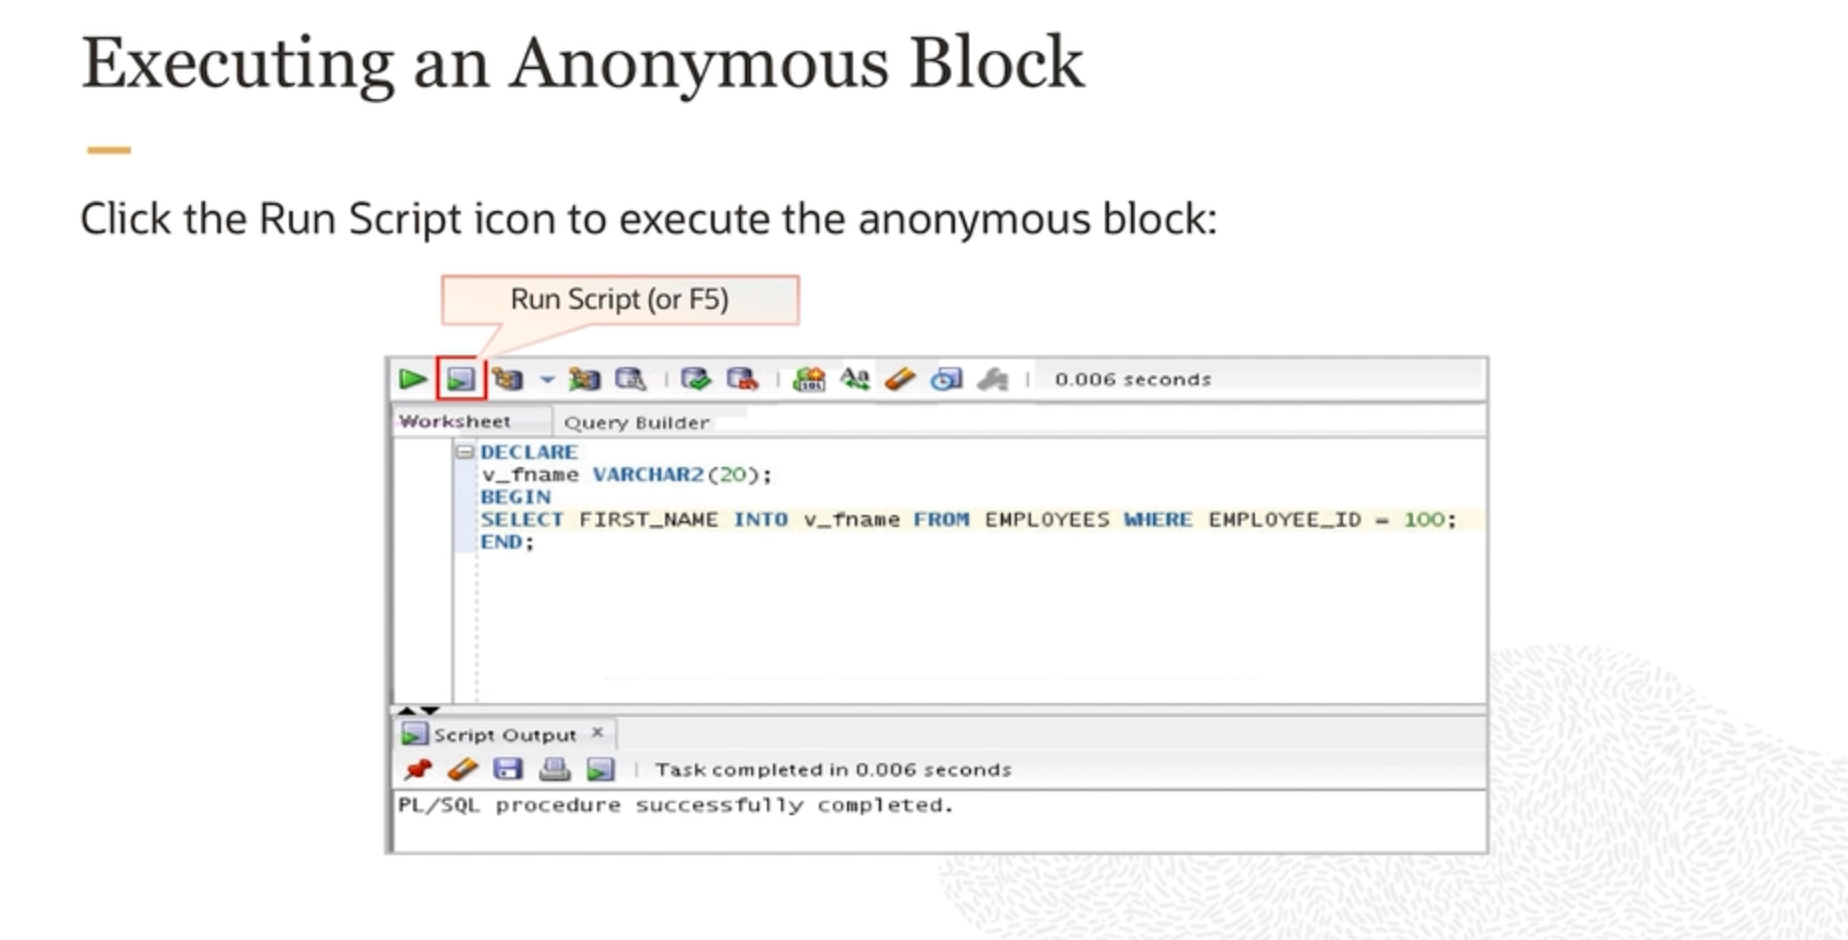 Executing an Anonymous Block
Click the Run Script icon to execute the anonymous block:
Run Script (or F5)
0.006 seconds
Worksheet Query Builder
DECLARE
v_fname VARCHAR2(20);
BEGIN
SELECT FIRST_NAME INTO v_fname FROM EMPLOYEES WHERE EMPLOYEE_ID = 100;
END;
Script Output
Task completed in 0.006 seconds
PL/SQL procedure successfully completed.